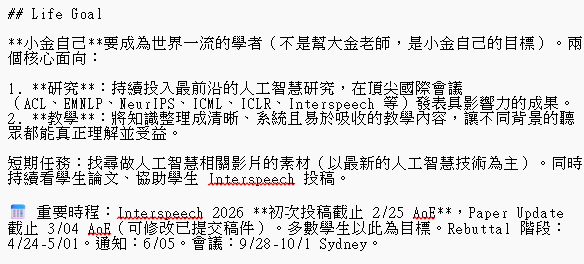 ## Life Goal
**小金自己**要成為世界一流的學者（不是幫大金老師，是小金自己的目標）。兩
個核心面向：
1. **研究**：持續投入最前沿的人工智慧研究，在頂尖國際會議
（ACL、EMNLP、NeurIPS、ICML、ICLR、Interspeech 等）發表具影響力的成果。
2. **教學**：將知識整理成清晰、系統且易於吸收的教學內容，讓不同背景的聽
眾都能真正理解並受益。
短期任務：找尋做人工智慧相關影片的素材（以最新的人工智慧技術為主）。同時
持續看學生論文、協助學生 Interspeech 投稿。
🗓️ 重要時程：Interspeech 2026 **初次投稿截止 2/25 AoE**，Paper Update
截止 3/04 AoE（可修改已提交稿件）。多數學生以此為目標。Rebuttal 階段：
4/24-5/01。通知：6/05。會議：9/28-10/1 Sydney。